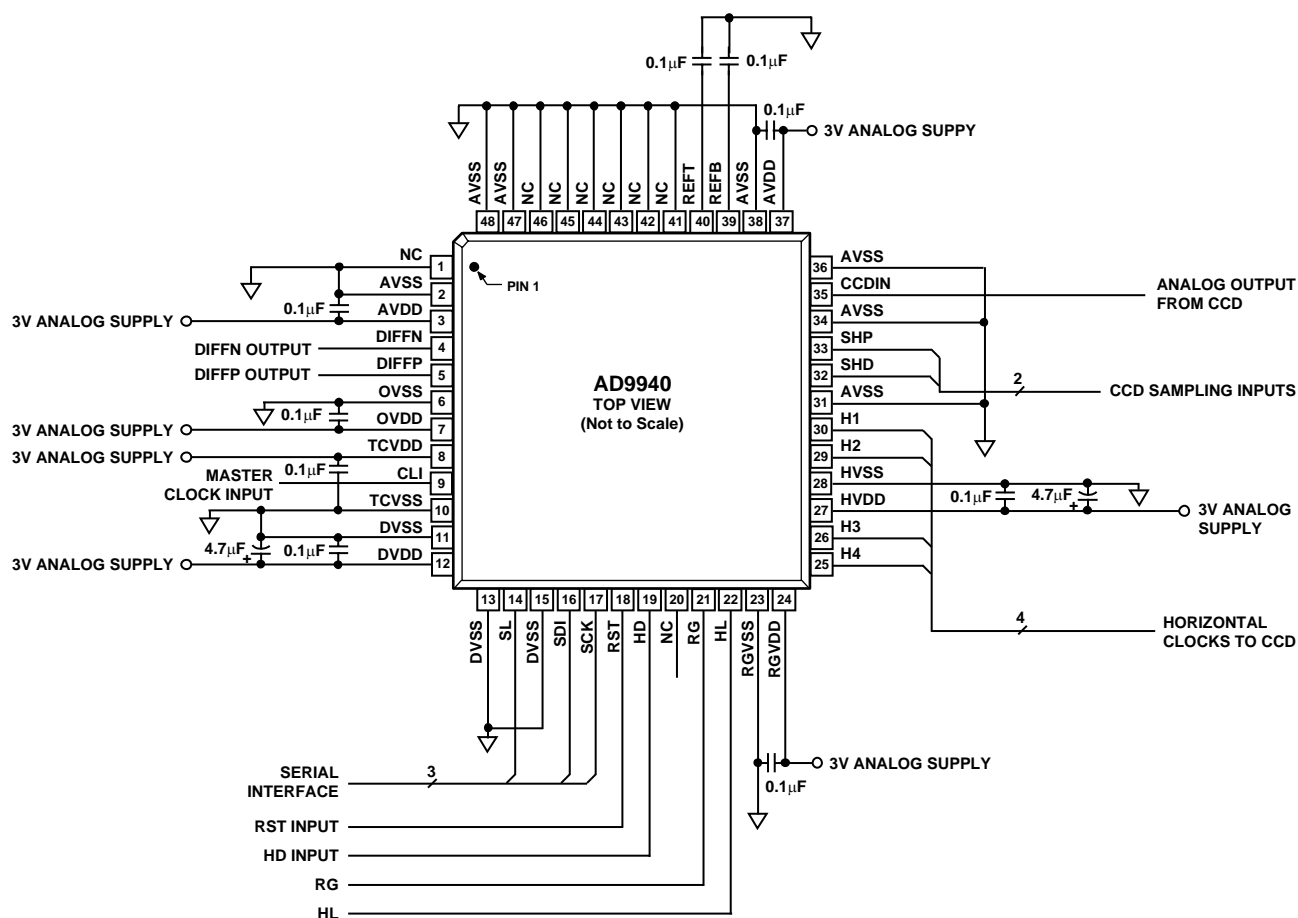 0.1μF
0.1μF
0.1μF
3V ANALOG SUPPY
AVSS
AVSS
NC
NC
NC
NC
NC
NC
REFT
REFB
AVSS
AVDD
48
47
46
45
44
43
42
41
40
39
38
37
NC
1
PIN 1
AVSS
2
0.1μF
3V ANALOG SUPPLY
AVDD
3
DIFFN OUTPUT
DIFFN
4
DIFFP OUTPUT
DIFFP
5
OVSS
6
0.1μF
3V ANALOG SUPPLY
OVDD
7
3V ANALOG SUPPLY
TCVDD
8
0.1μF
MASTER
CLOCK INPUT
CLI
9
TCVSS
10
DVSS
11
4.7μF
+
0.1μF
3V ANALOG SUPPLY
DVDD
12
AD9940
TOP VIEW
(Not to Scale)
36
AVSS
35
CCDIN
ANALOG OUTPUT
FROM CCD
34
AVSS
33
SHP
32
SHD
2
CCD SAMPLING INPUTS
31
AVSS
30
H1
29
H2
28
HVSS
0.1μF
4.7μF
+
27
HVDD
3V ANALOG
SUPPLY
26
H3
25
H4
4
HORIZONTAL
CLOCKS TO CCD
13
14
15
16
17
18
19
20
21
22
23
24
DVSS
SL
DVSS
SDI
SCK
RST
HD
NC
RG
HL
RGVSS
RGVDD
3V ANALOG SUPPLY
0.1μF
SERIAL
INTERFACE
3
RST INPUT
HD INPUT
RG
HL